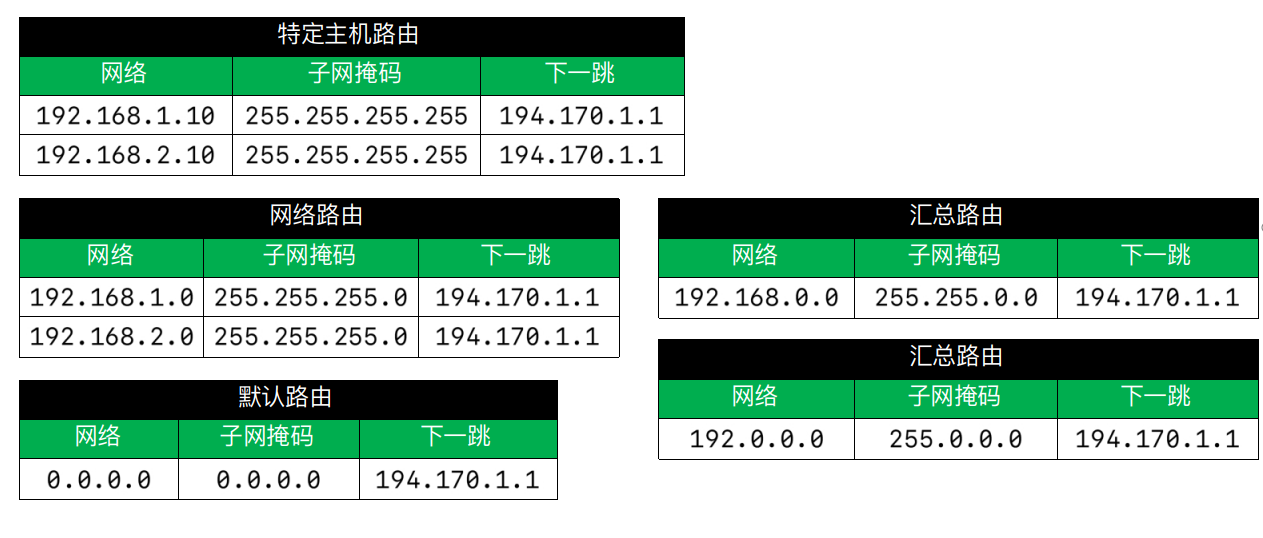 特定主机路由
网络 子网掩码 下一跳
192.168.1.10 255.255.255.255 194.170.1.1
192.168.2.10 255.255.255.255 194.170.1.1
网络路由
网络 子网掩码 下一跳
192.168.1.0 255.255.255.0 194.170.1.1
192.168.2.0 255.255.255.0 194.170.1.1
汇总路由
网络 子网掩码 下一跳
192.168.0.0 255.255.0.0 194.170.1.1
默认路由
网络 子网掩码 下一跳
0.0.0.0 0.0.0.0 194.170.1.1
汇总路由
网络 子网掩码 下一跳
192.0.0.0 255.0.0.0 194.170.1.1